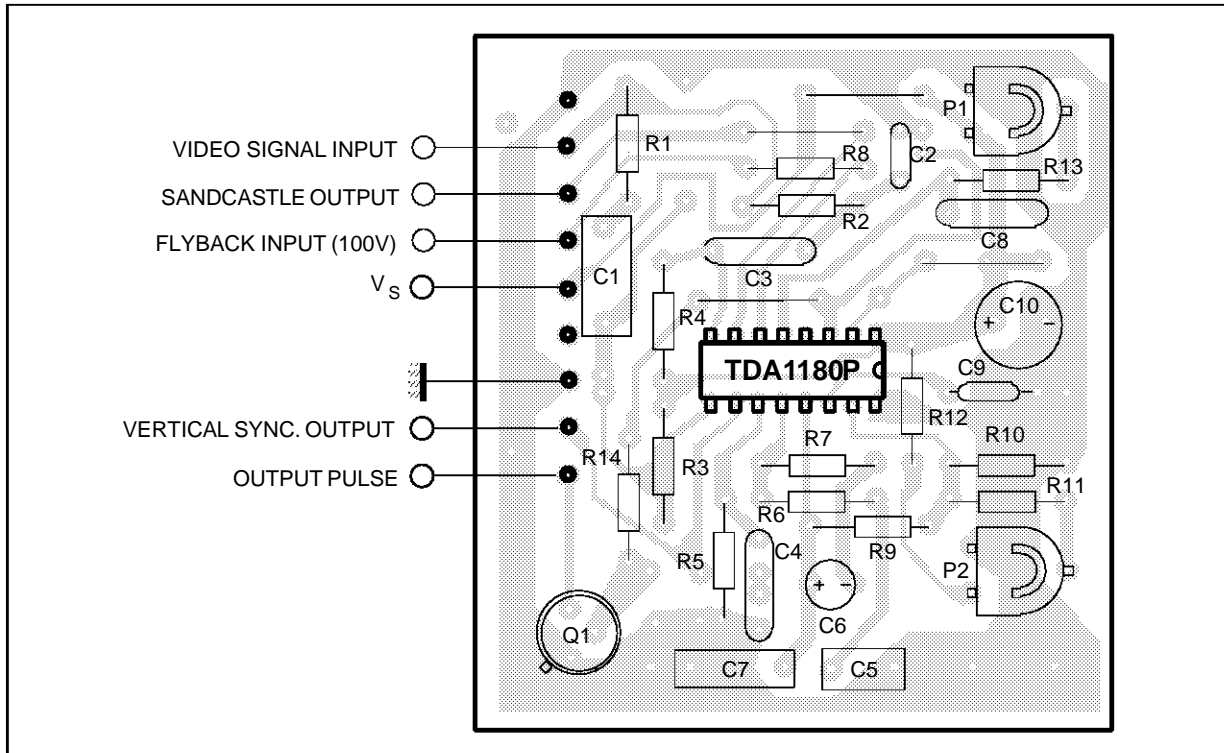 P1
R1
VIDEO SIGNAL INPUT
R8
C2
R13
SANDCASTLE OUTPUT
R2
FLYBACK INPUT (100V)
C8
C1
C3
VS
C10
+ −
R4
TDA1180P
C9
R12
VERTICAL SYNC. OUTPUT
R14
R3
R7
R10
OUTPUT PULSE
R11
R6
R5
C4
R9
P2
+ −
C6
Q1
C7
C5